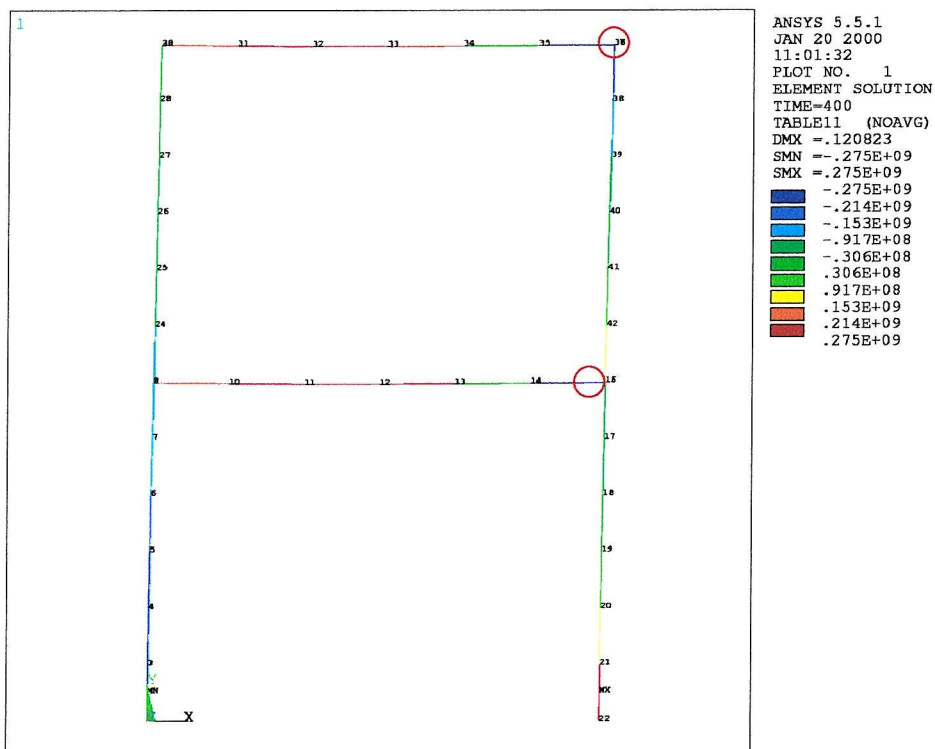 1
ANSYS 5.5.1
JAN 20 2000
11:01:32
PLOT NO. 1
ELEMENT SOLUTION
TIME=400
TABLE11 (NOAVG)
DMX =.120823
SMN =-.275E+09
SMX =.275E+09
-.275E+09
-.214E+09
-.153E+09
-.917E+08
-.306E+08
.306E+08
.917E+08
.153E+09
.214E+09
.275E+09
31 32 33 34 35
28 38
27 39
26 40
25 41
24 42
10 11 12 13 14 15
7 17
6 18
5 19
4 20
3 21
Y
MN MX
X 22